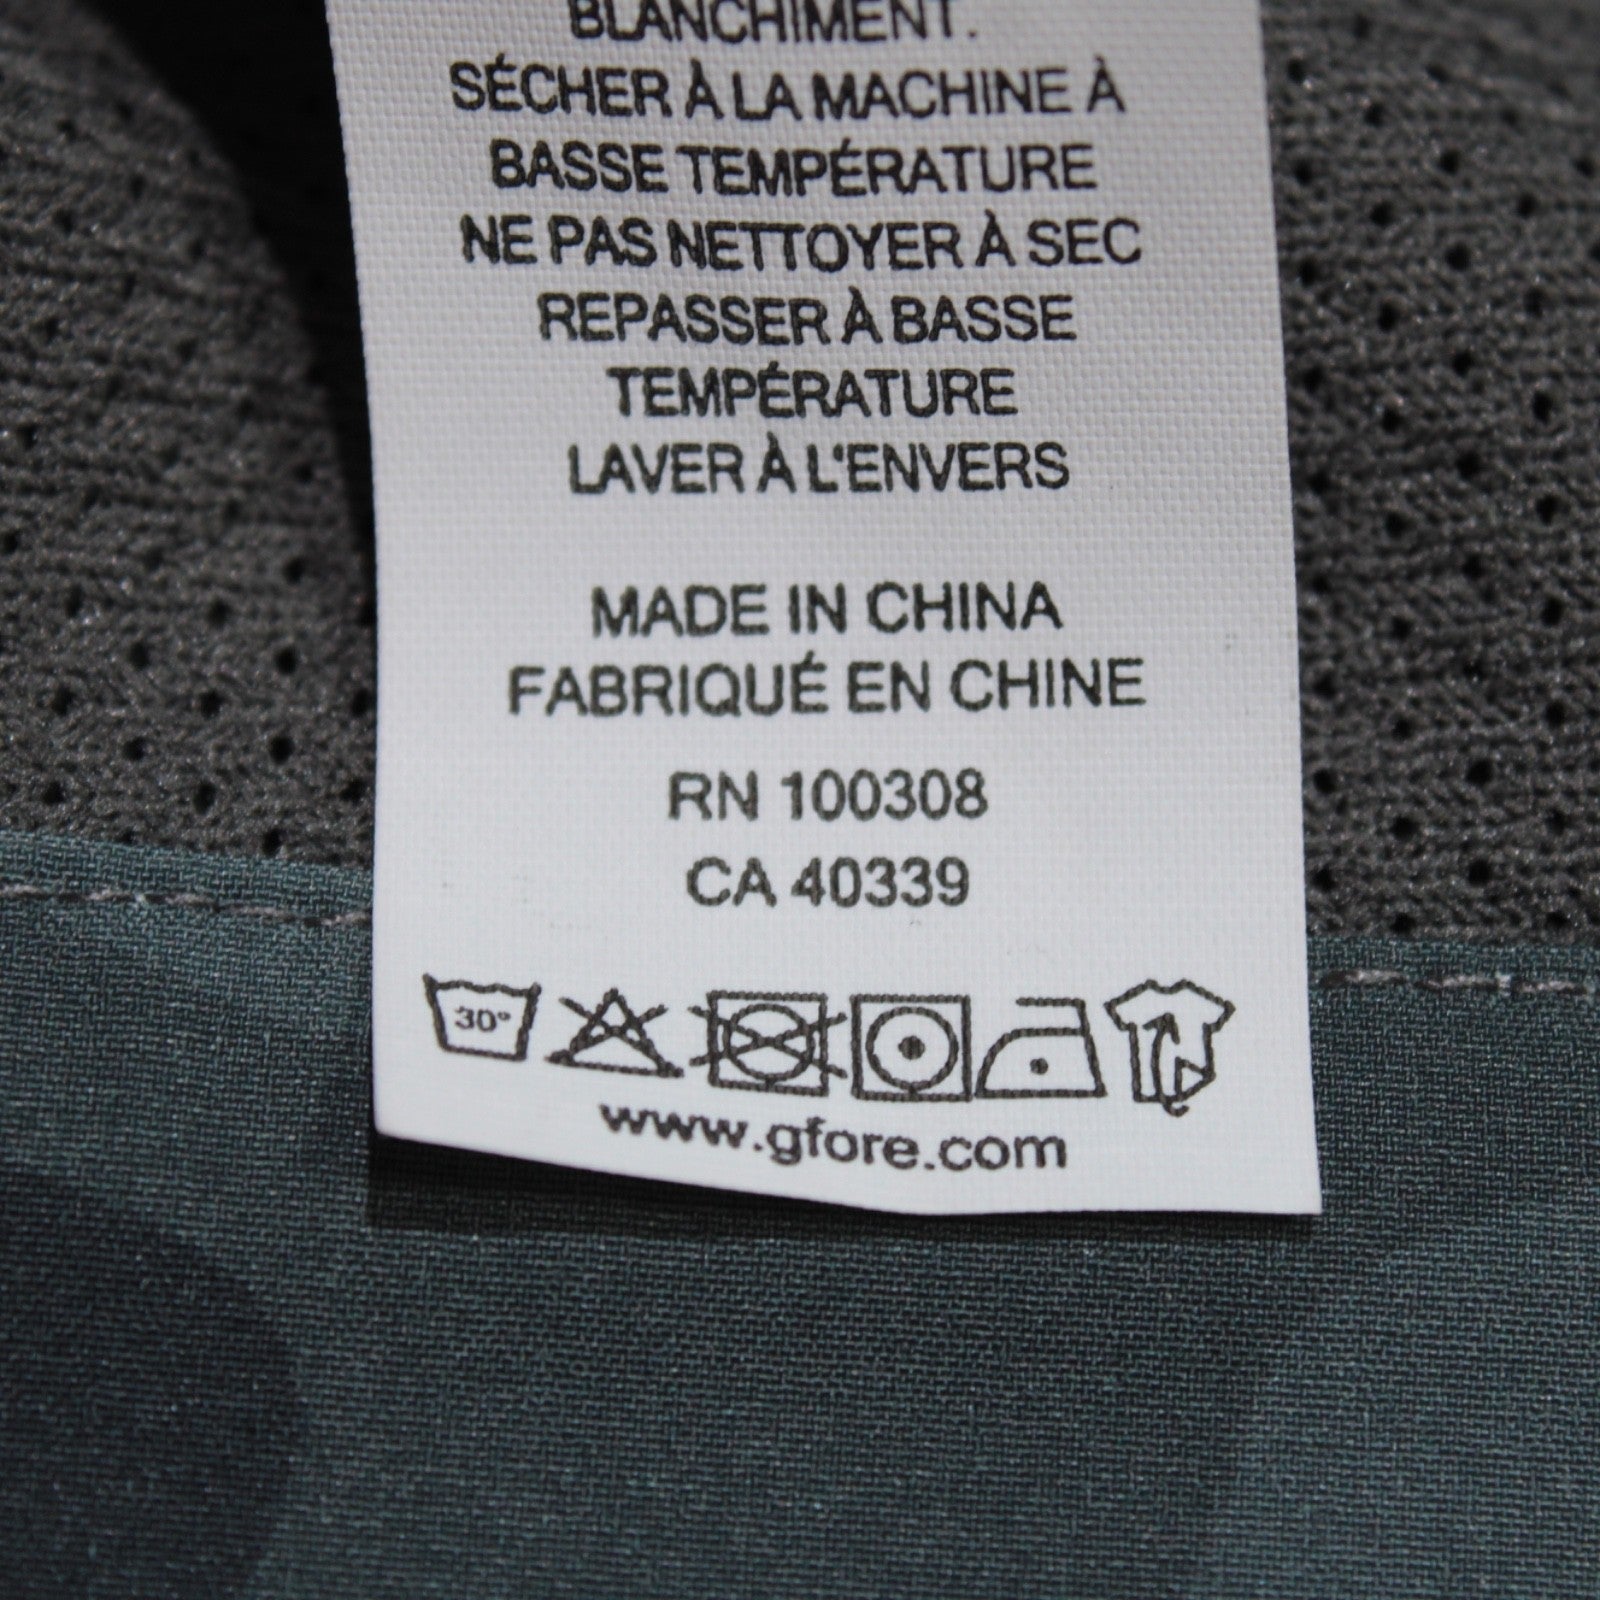 BLANCHIMENT.
SÉCHER À LA MACHINE À
BASSE TEMPÉRATURE
NE PAS NETTOYER À SEC
REPASSER À BASSE
TEMPÉRATURE
LAVER À L'ENVERS
MADE IN CHINA
FABRIQUÉ EN CHINE
RN 100308
CA 40339
30°
www.gfore.com